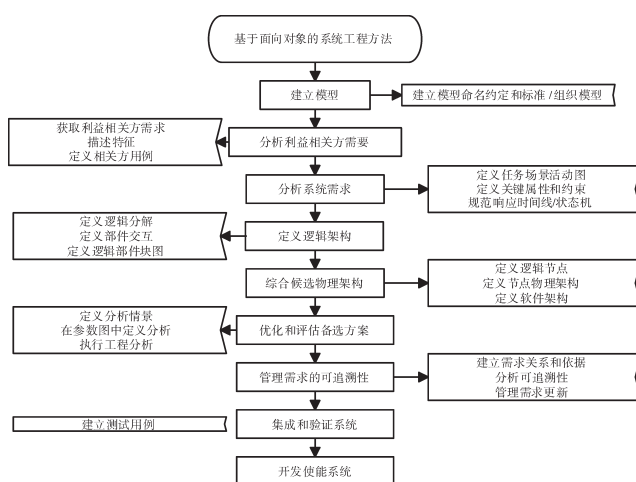 基于面向对象的系统工程方法
建立模型
建立模型命名约定和标准/组织模型
获取利益相关方需求
描述特征
定义相关方用例
分析利益相关方需要
分析系统需求
定义任务场景活动图
定义关键属性和约束
规范响应时间线/状态机
定义逻辑分解
定义部件交互
定义逻辑部件块图
定义逻辑架构
综合候选物理架构
定义逻辑节点
定义节点物理架构
定义软件架构
定义分析情景
在参数图中定义分析
执行工程分析
优化和评估备选方案
管理需求的可追溯性
建立需求关系和依据
分析可追溯性
管理需求更新
建立测试用例
集成和验证系统
开发使能系统